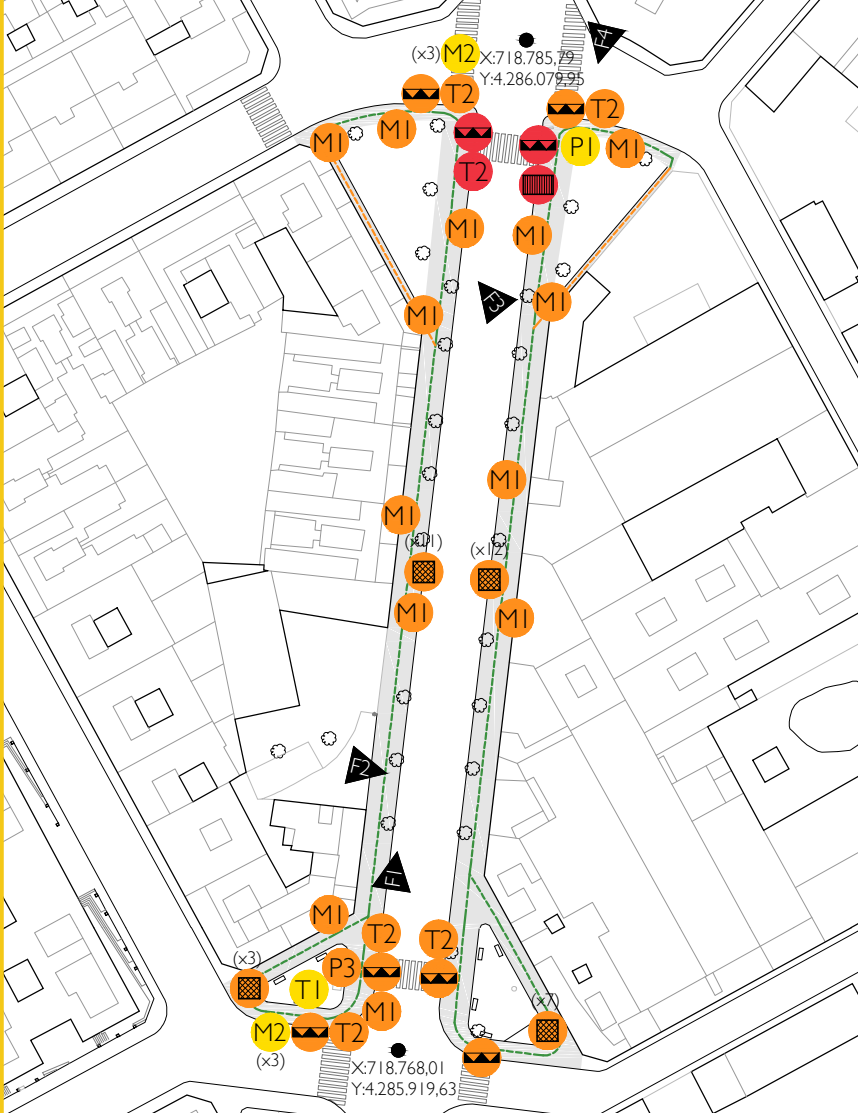 F4
(x3) M2
X:718.785,79
Y:4.286.079,95
T2
T2
M1
M1
P1
M1
T2
M1
M1
F3
M1
M1
M1
M1
(x11)
(x12)
M1
M1
F2
F1
M1
T2
T2
(x3)
P3
T1
(x7)
M1
M2
T2
(x3)
X:718.768,01
Y:4.285.919,63